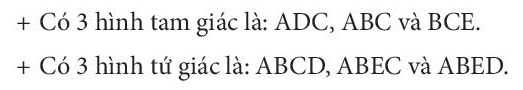 + Có 3 hình tam giác là: ADC, ABC và BCE.
+ Có 3 hình tứ giác là: ABCD, ABEC và ABED.